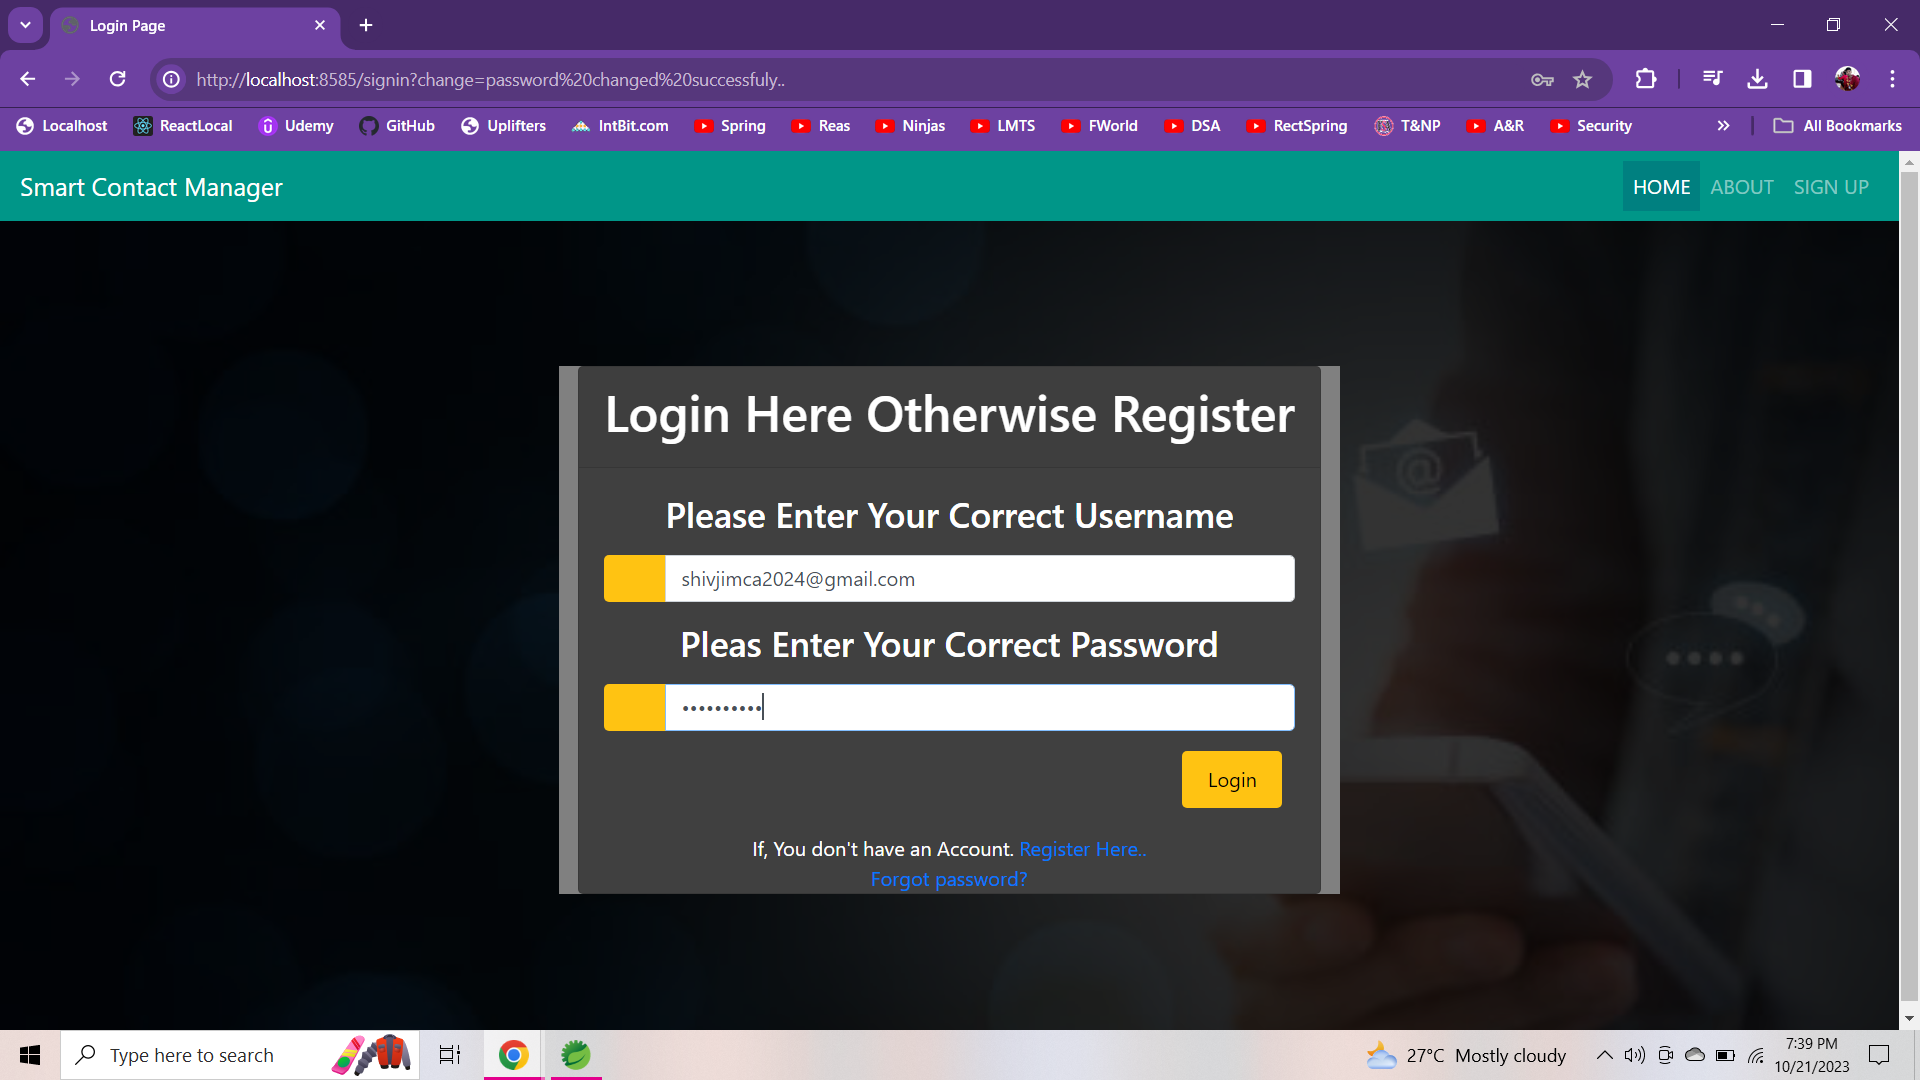 Login Page
http://localhost:8585/signin?change=password%20changed%20successfuly..
Localhost ReactLocal Udemy GitHub Uplifters IntBit.com Spring Reas Ninjas LMTS FWorld DSA RectSpring T&NP A&R Security » All Bookmarks
Smart Contact Manager HOME ABOUT SIGN UP
Login Here Otherwise Register
Please Enter Your Correct Username
shivjimca2024@gmail.com
Pleas Enter Your Correct Password
••••••••••
Login
If, You don't have an Account. Register Here..
Forgot password?
Type here to search 27°C Mostly cloudy 7:39 PM
10/21/2023